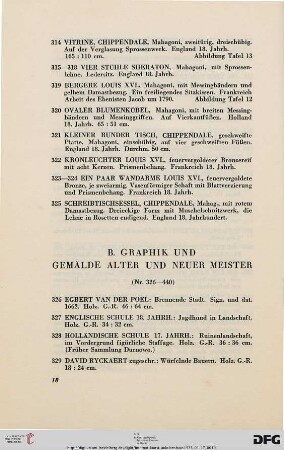 314 VITRINE, CHIPPENDALE, Mahagoni, zweitürig, dreischübig.
Auf der Verglasung Sprossenwerk. England 18. Jahrh.
165 : 110 cm. Abbildung Tafel 13
315—318 VIER STÜHLE SHERATON. Mahagoni, mit Sprossen-
lehne. Ledersitz. England 18. Jahrh.
319 BERGERE LOUIS XVI., Mahagoni, mit Messingbändern und
gelbem Damastbezug. Ein freiliegendes Sitzkissen. Frankreich
Arbeit des Ebenisten Jacob um 1790. Abbildung Tafel 12
320 OVALER BLUMENKÜBEL, Mahagoni, mit breiten Messing-
bändern und Messinggriffen. Auf Vierkantfüßen. Holland
18. Jahrh. 65 : 51 cm.
321 KLEINER RUNDER TISCH, CHIPPENDALE, geschweifte
Platte. Mahagoni, einschübig, auf vier geschweiften Füßen.
England 18. Jahrh. Durchm. 50 cm.
322 KRONLEUCHTER LOUIS XVI., feuervergoldeter Bronzereif
mit acht Kerzen. Prismenbehang. Frankreich 18. Jahrh.
323—324 EIN PAAR WANDARME LOUIS XVI., feuervergoldete
Bronze, je zweiarmig. Vasenförmiger Schaft mit Blattverzierung
und Prismenbehang. Frankreich 18. Jahrh.
325 SCHREIBTISCHSESSEL, CHIPPENDALE, Mahag., mit rotem
Damastbezug. Dreieckige Form mit Muschelschnitzwerk, die
Lehne in Rosetten endigend. England 18. Jahrhundert.
B. GRAPHIK UND
GEMÄLDE ALTER UND NEUER MEISTER
(Nr. 326—440)
326 EGBERT VAN DER POEL: Brennende Stadt. Sign. und dat.
1662. Holz. G.-R. 46 : 64 cm.
327 ENGLISCHE SCHULE 18. JAHRH.: Jagdhund in Landschaft.
Holz. G.-R. 34 : 32 cm.
328 HOLLÄNDISCHE SCHULE 17. JAHRH.: Ruinenlandschaft,
im Vordergrund figürliche Staffage. Holz. G.-R. 36 : 36 cm.
(Früher Sammlung Durnowo.)
329 DAVID RYCKAERT zugeschr.: Würfelnde Bauern. Holz. G.-R.
18 : 24 cm.
18
DFG